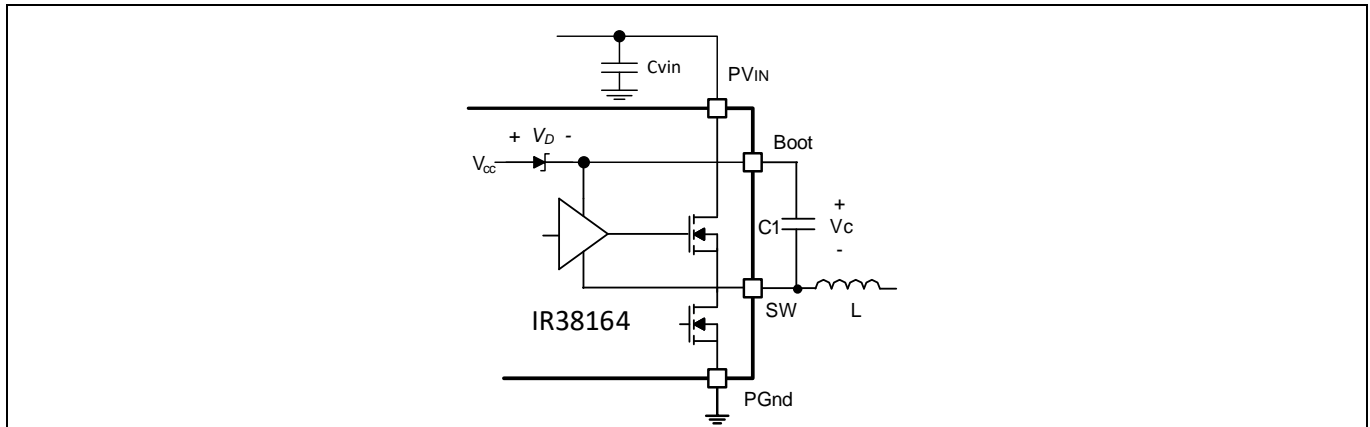 Cvin
PVIN
+ VD -
Boot
Vcc
+
C1
Vc
-
SW
L
IR38164
PGnd